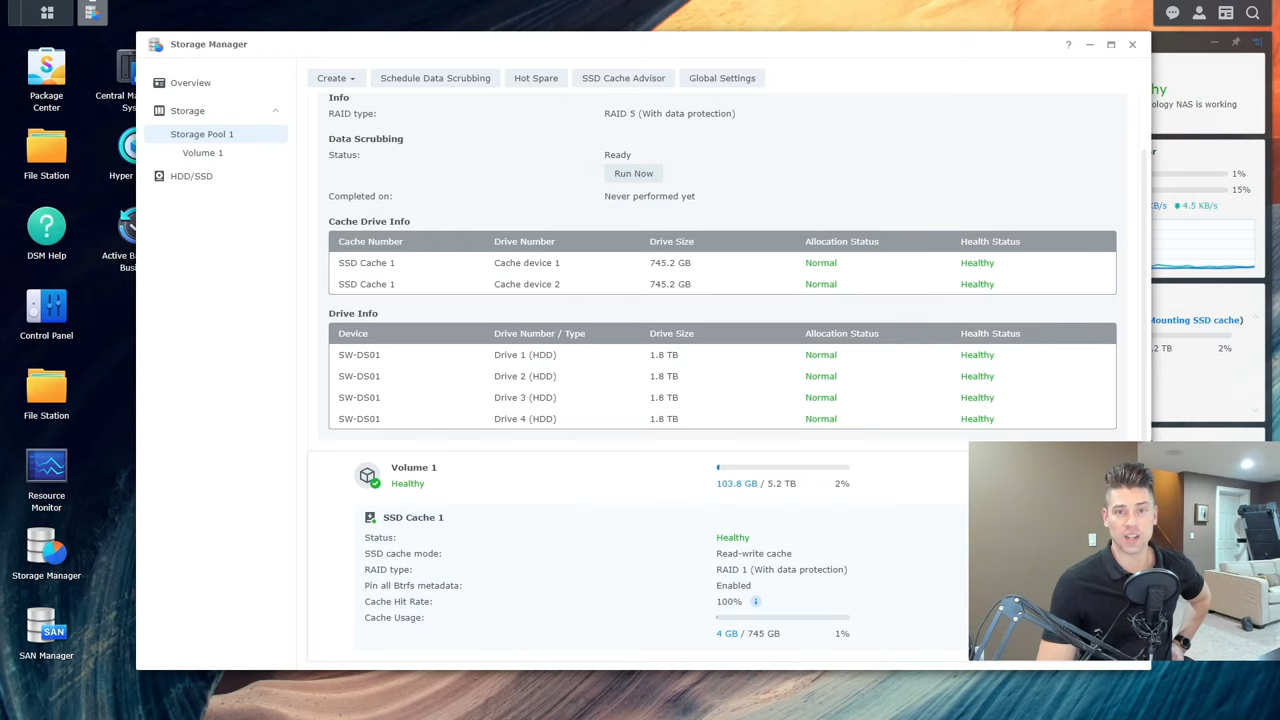 Storage Manager
?
Overview
Storage
Storage Pool 1
Volume 1
HDD/SSD
Create
Schedule Data Scrubbing
Hot Spare
SSD Cache Advisor
Global Settings
Info
RAID type: RAID 5 (With data protection)
Data Scrubbing
Status: Ready
Run Now
Completed on: Never performed yet
Cache Drive Info
Cache Number Drive Number Drive Size Allocation Status Health Status
SSD Cache 1 Cache device 1 745.2 GB Normal Healthy
SSD Cache 1 Cache device 2 745.2 GB Normal Healthy
Drive Info
Device Drive Number / Type Drive Size Allocation Status Health Status
SW-DS01 Drive 1 (HDD) 1.8 TB Normal Healthy
SW-DS01 Drive 2 (HDD) 1.8 TB Normal Healthy
SW-DS01 Drive 3 (HDD) 1.8 TB Normal Healthy
SW-DS01 Drive 4 (HDD) 1.8 TB Normal Healthy
Volume 1
Healthy
103.8 GB / 5.2 TB 2%
SSD Cache 1
Status: Healthy
SSD cache mode: Read-write cache
RAID type: RAID 1 (With data protection)
Pin all Btrfs metadata: Enabled
Cache Hit Rate: 100% i
Cache Usage:
4 GB / 745 GB 1%
Package
Center
File Station
?
DSM Help
Control Panel
File Station
Resource
Monitor
Storage Manager
SAN
SAN Manager
Central Ma
Sys
Hyper
Active Ba
Busi
hy
ology NAS is working
or
1%
15%
KB/s 4.5 KB/s
Mounting SSD cache)
.2 TB 2%